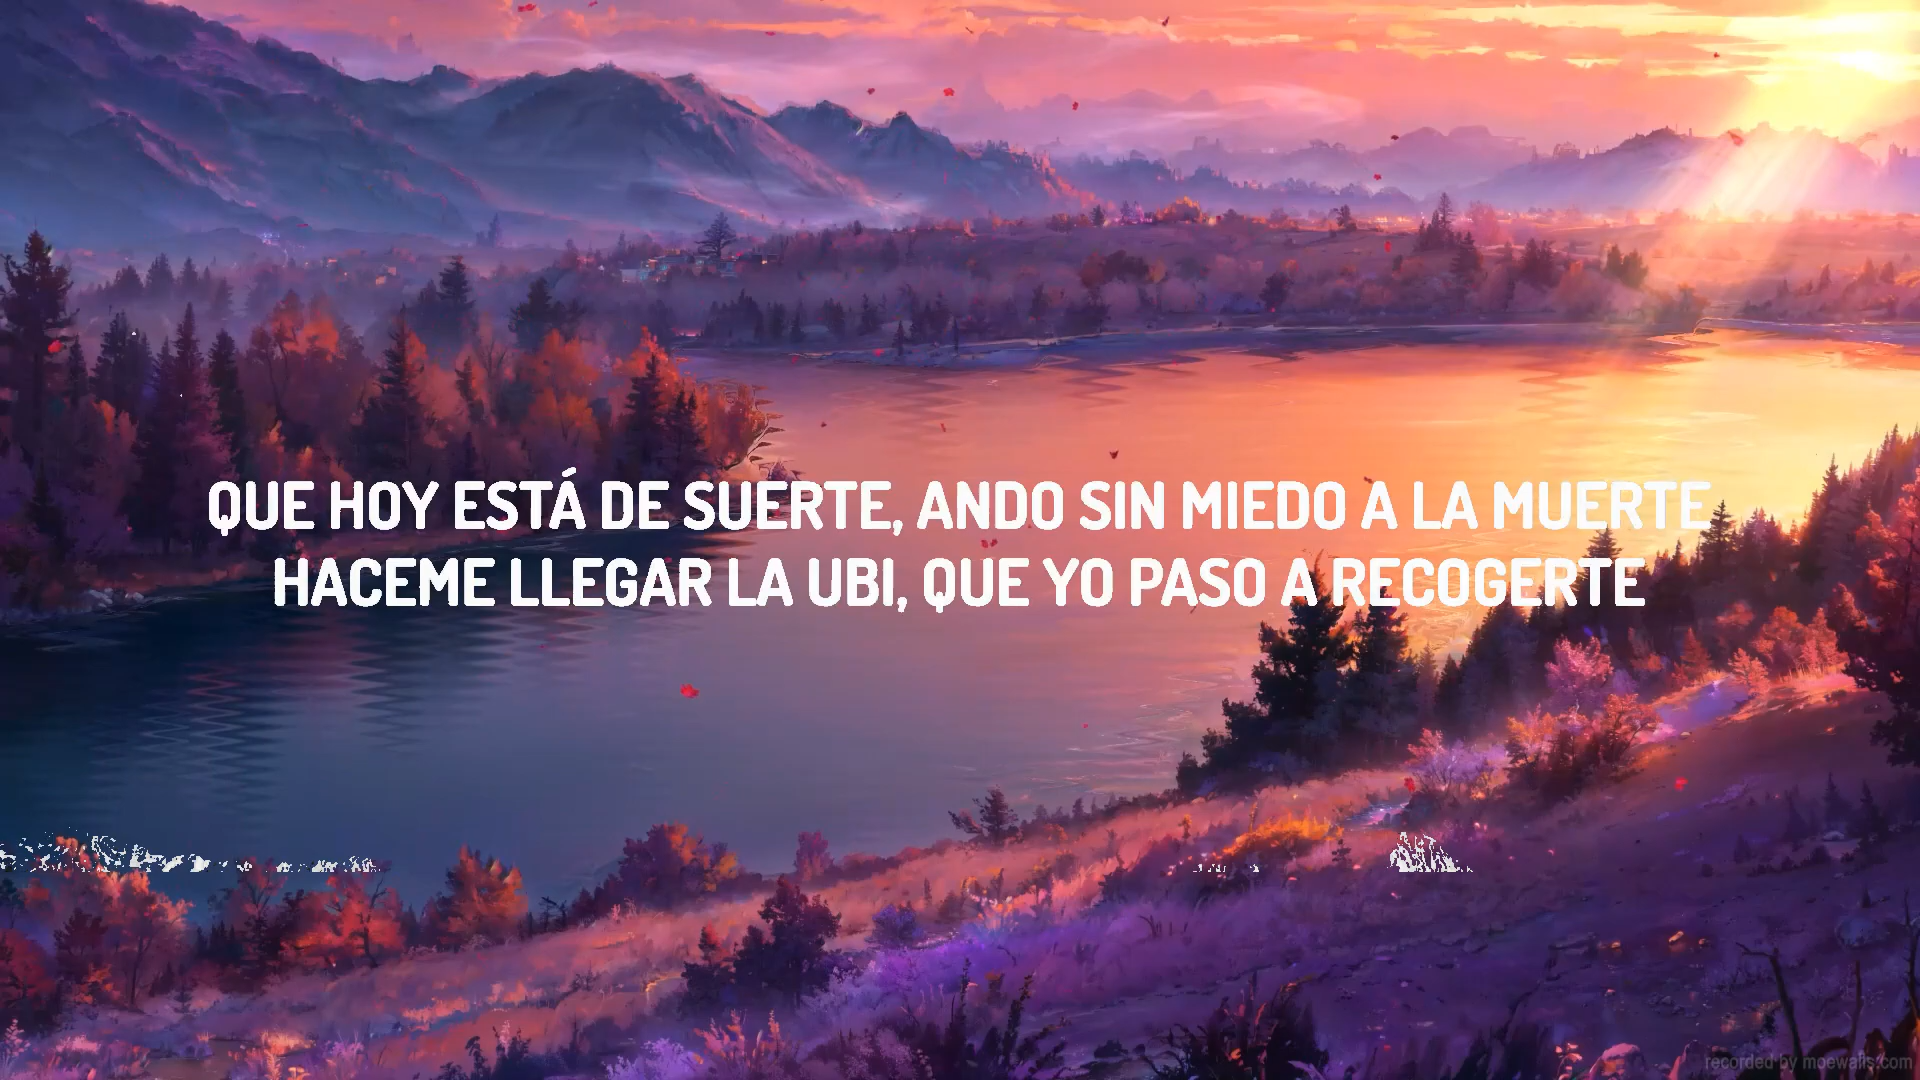 QUE HOY ESTÁ DE SUERTE, ANDO SIN MIEDO A LA MUERTE
HACEME LLEGAR LA UBI, QUE YO PASO A RECOGERTE
recorded by moewalls.com